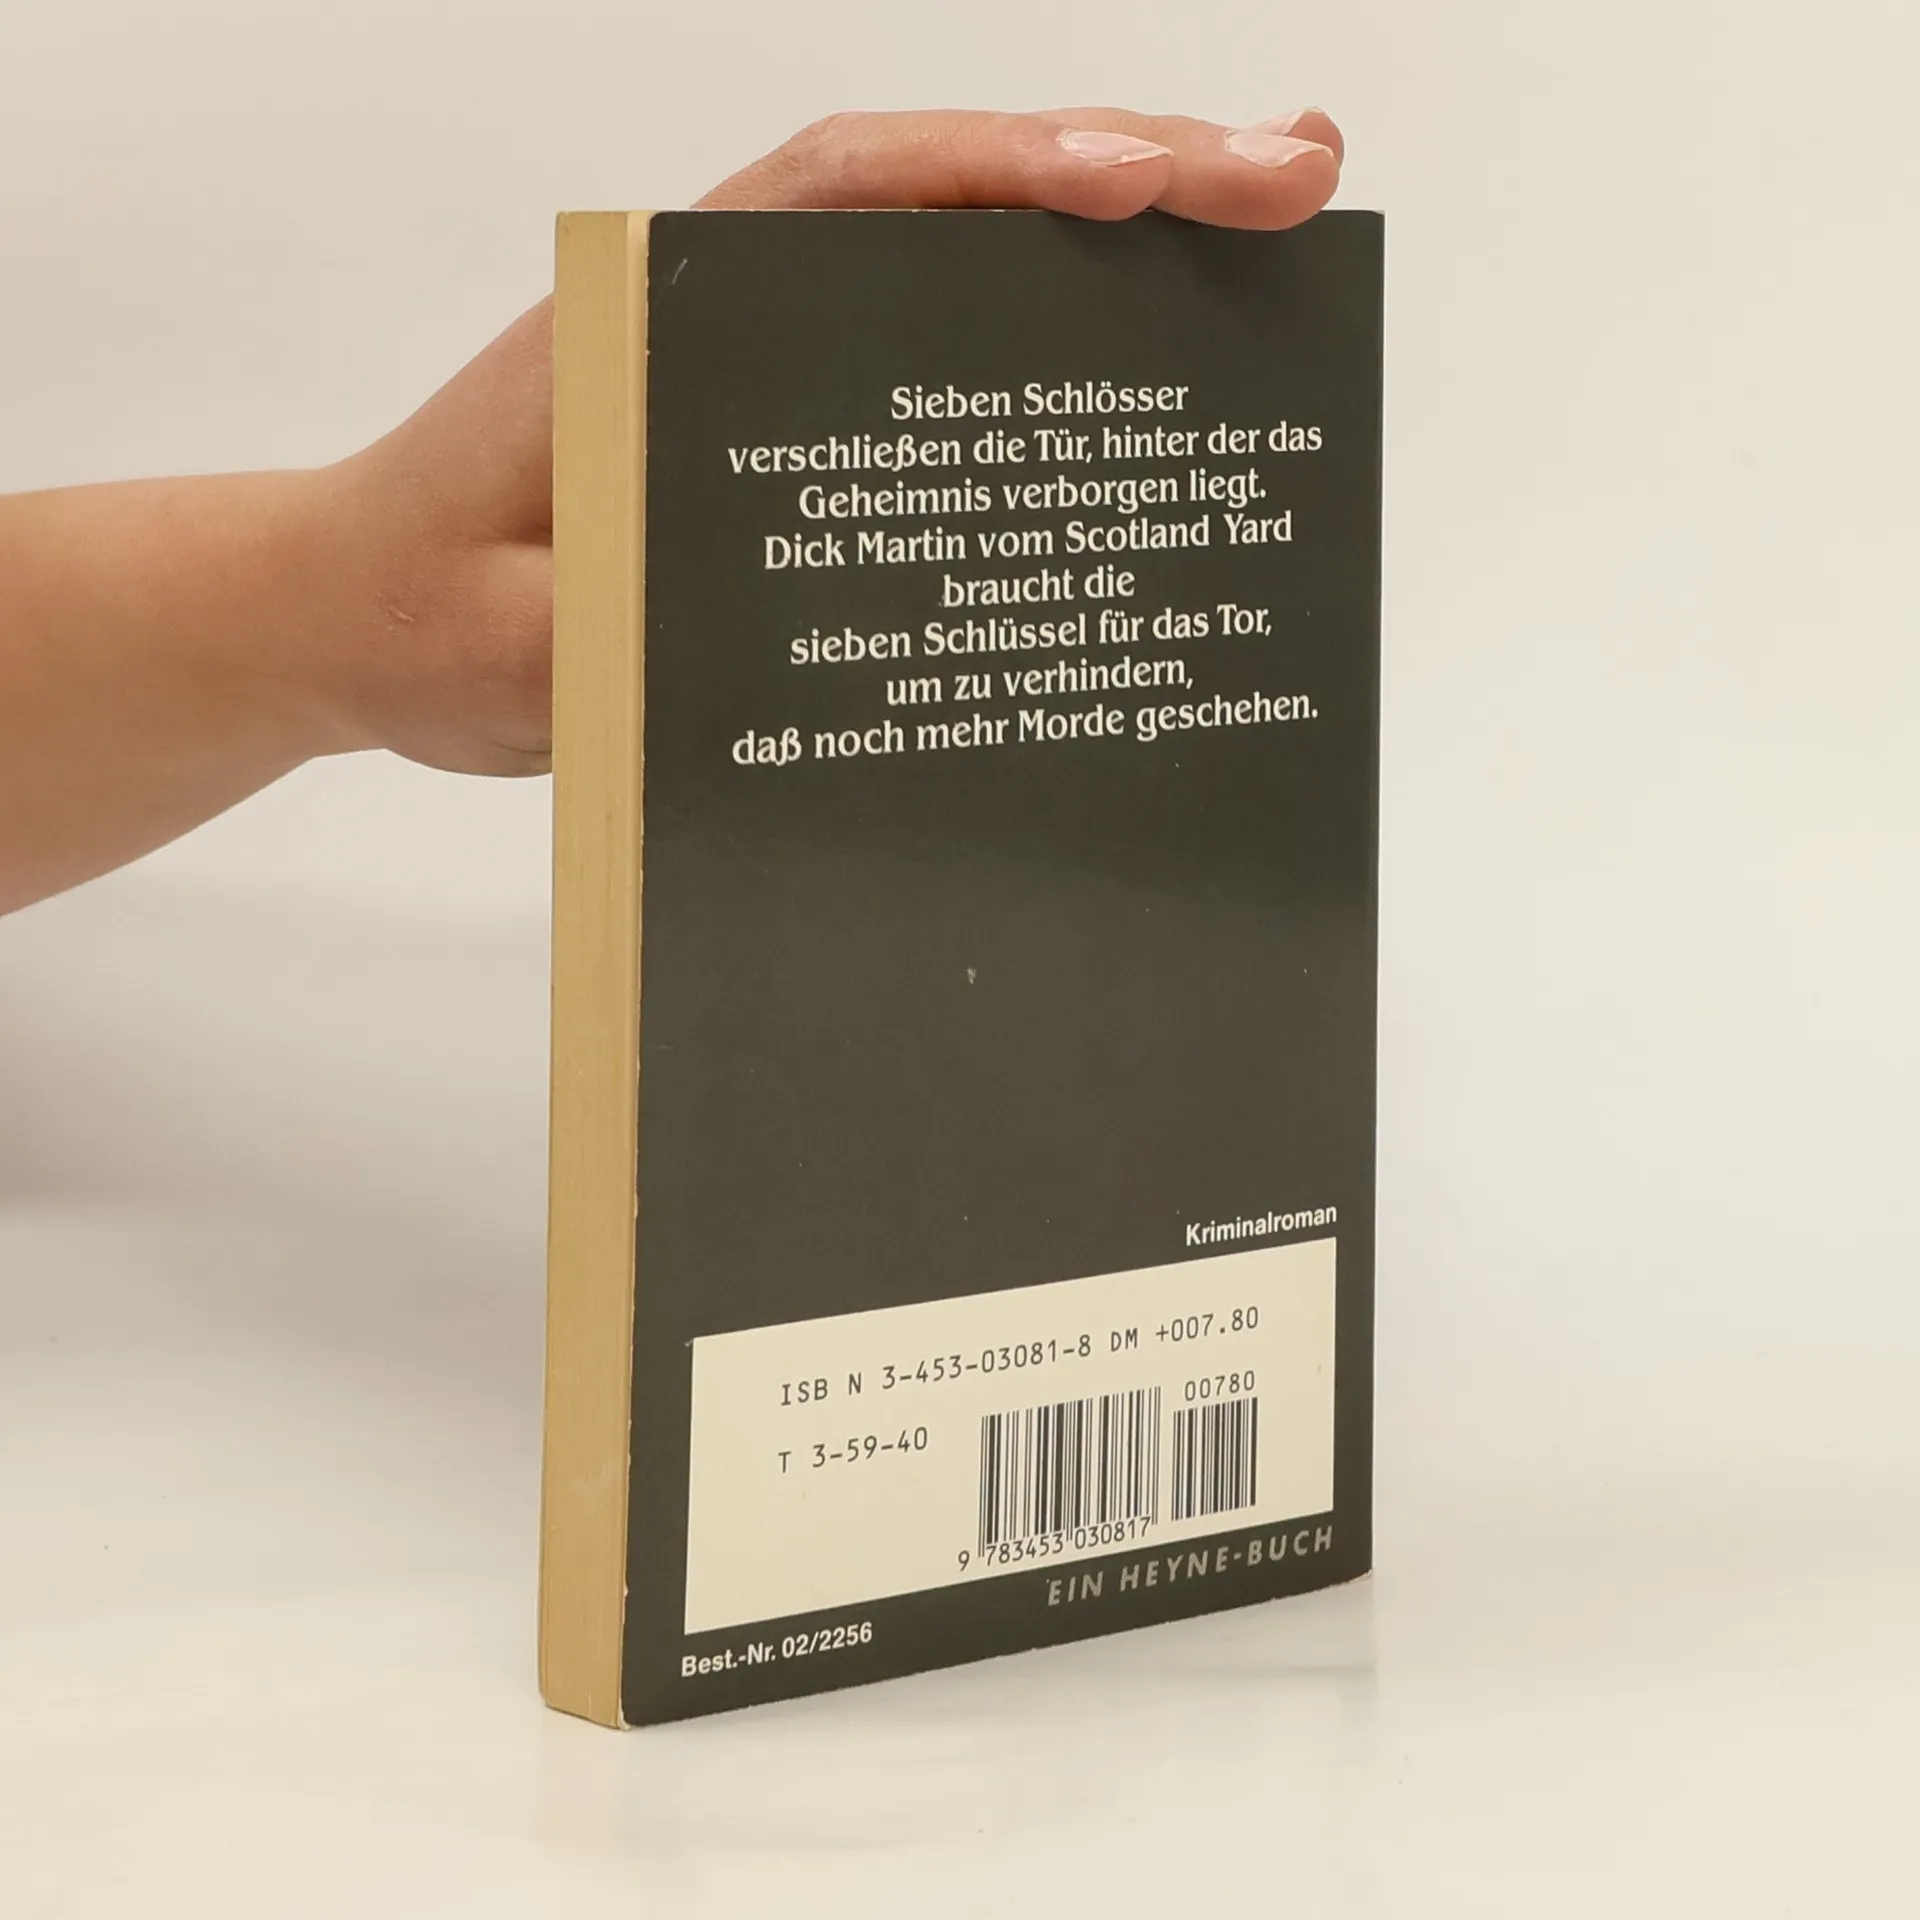 Sieben Schlösser
verschließen die Tür, hinter der das
Geheimnis verborgen liegt.
Dick Martin vom Scotland Yard
braucht die
sieben Schlüssel für das Tor,
um zu verhindern,
daß noch mehr Morde geschehen.
Kriminalroman
ISB N 3-453-03081-8 DM +007.80
00780
T 3-59-40
9 783453 030817
EIN HEYNE-BUCH
Best.-Nr. 02/2256